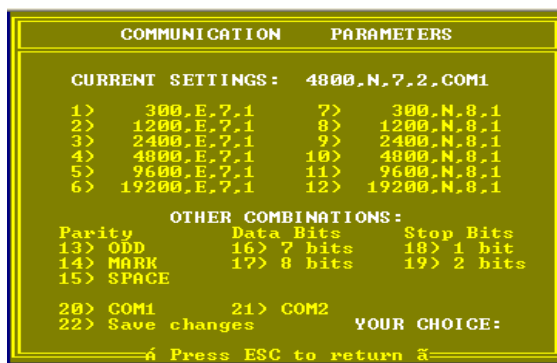 COMMUNICATION PARAMETERS
CURRENT SETTINGS: 4800,N,7,2,COM1
1) 300,E,7,1 7) 300,N,8,1
2) 1200,E,7,1 8) 1200,N,8,1
3) 2400,E,7,1 9) 2400,N,8,1
4) 4800,E,7,1 10) 4800,N,8,1
5) 9600,E,7,1 11) 9600,N,8,1
6) 19200,E,7,1 12) 19200,N,8,1
OTHER COMBINATIONS:
Parity Data Bits Stop Bits
13) ODD 16) 7 bits 18) 1 bit
14) MARK 17) 8 bits 19) 2 bits
15) SPACE
20) COM1 21) COM2
22) Save changes YOUR CHOICE:
á Press ESC to return ã